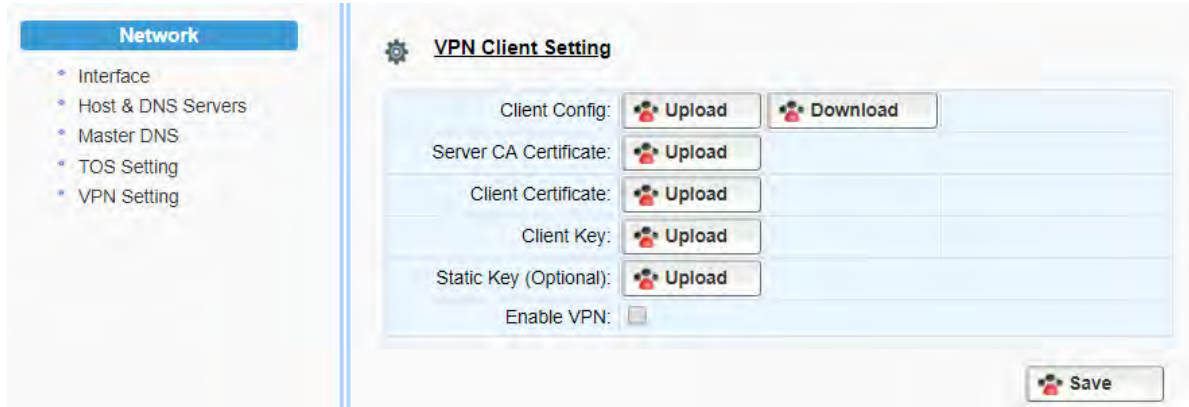 Network
Interface
Host & DNS Servers
Master DNS
TOS Setting
VPN Setting
VPN Client Setting
Client Config: Upload Download
Server CA Certificate: Upload
Client Certificate: Upload
Client Key: Upload
Static Key (Optional): Upload
Enable VPN:
Save